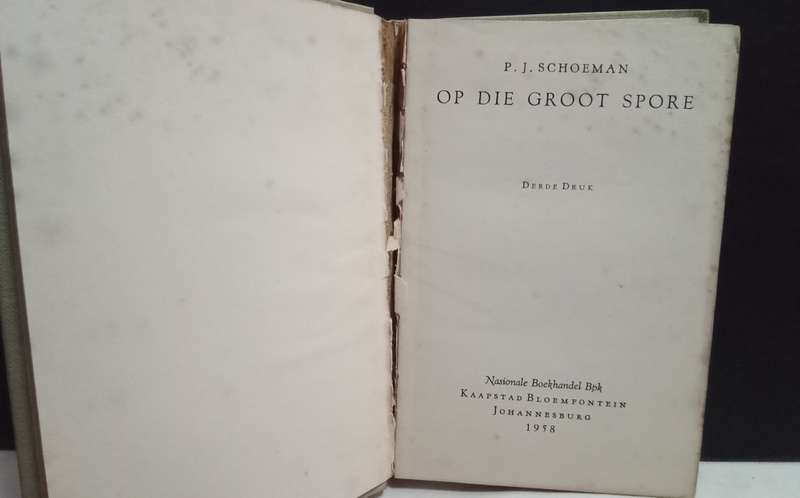 P. J. SCHOEMAN
OP DIE GROOT SPORE
DERDE DRUK
Nasionale Boekhandel Bpk
KAAPSTAD BLOEMFONTEIN
JOHANNESBURG
1958